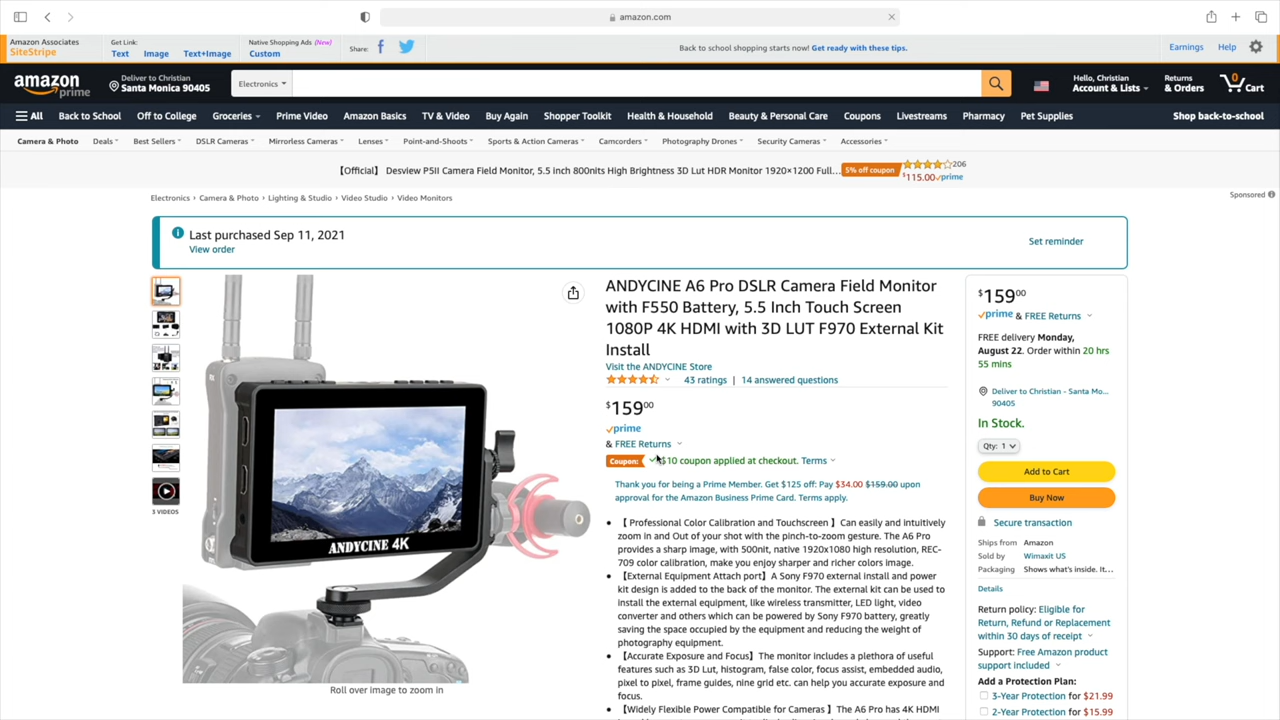 amazon.com
Amazon Associates
SiteStripe
Get Link:
Text Image Text+Image
Native Shopping Ads (New)
Custom
Share:
Back to school shopping starts now! Get ready with these tips.
Earnings Help
amazon
prime
Deliver to Christian
Santa Monica 90405
Electronics
Hello, Christian
Account & Lists
Returns
& Orders
0
Cart
All Back to School Off to College Groceries Prime Video Amazon Basics TV & Video Buy Again Shopper Toolkit Health & Household Beauty & Personal Care Coupons Livestreams Pharmacy Pet Supplies Shop back-to-school
Camera & Photo Deals Best Sellers DSLR Cameras Mirrorless Cameras Lenses Point-and-Shoots Sports & Action Cameras Camcorders Photography Drones Security Cameras Accessories
【Official】 Desview P5II Camera Field Monitor, 5.5 inch 800nits High Brightness 3D Lut HDR Monitor 1920×1200 Full...
5% off coupon
206
$115.00 prime
Sponsored
Electronics › Camera & Photo › Lighting & Studio › Video Studio › Video Monitors
Last purchased Sep 11, 2021
View order
Set reminder
3 VIDEOS
ANDYCINE 4K
Roll over image to zoom in
ANDYCINE A6 Pro DSLR Camera Field Monitor
with F550 Battery, 5.5 Inch Touch Screen
1080P 4K HDMI with 3D LUT F970 External Kit
Install
Visit the ANDYCINE Store
43 ratings | 14 answered questions
$15900
prime
& FREE Returns
Coupon: $10 coupon applied at checkout. Terms
Thank you for being a Prime Member. Get $125 off: Pay $34.00 $159.00 upon
approval for the Amazon Business Prime Card. Terms apply.
• 【 Professional Color Calibration and Touchscreen 】Can easily and intuitively
zoom in and Out of your shot with the pinch-to-zoom gesture. The A6 Pro
provides a sharp image, with 500nit, native 1920x1080 high resolution, REC-
709 color calibration, make you enjoy sharper and richer colors image.
• 【External Equipment Attach port】A Sony F970 external install and power
kit design is added to the back of the monitor. The external kit can be used to
install the external equipment, like wireless transmitter, LED light, video
converter and others which can be powered by Sony F970 battery, greatly
saving the space occupied by the equipment and reducing the weight of
photography equipment.
• 【Accurate Exposure and Focus】The monitor includes a plethora of useful
features such as 3D Lut, histogram, false color, focus assist, embedded audio,
pixel to pixel, frame guides, nine grid etc. can help you accurate exposure and
focus.
• 【Widely Flexible Power Compatible for Cameras 】The A6 Pro has 4K HDMI
$15900
prime & FREE Returns
FREE delivery Monday,
August 22. Order within 20 hrs
55 mins
Deliver to Christian - Santa Mo...
90405
In Stock.
Qty: 1
Add to Cart
Buy Now
Secure transaction
Ships from Amazon
Sold by Wimaxit US
Packaging Shows what's inside. It...
Details
Return policy: Eligible for
Return, Refund or Replacement
within 30 days of receipt
Support: Free Amazon product
support included
Add a Protection Plan:
3-Year Protection for $21.99
2-Year Protection for $15.99